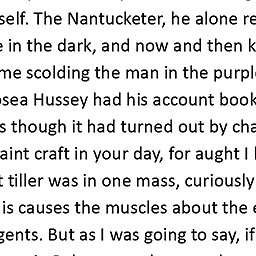 self. The Nantucketer, he alone re
e in the dark, and now and then k
me scolding the man in the purpl
osea Hussey had his account book
s though it had turned out by cha
aint craft in your day, for aught I
t tiller was in one mass, curiously
is causes the muscles about the e
gents. But as I was going to say, if